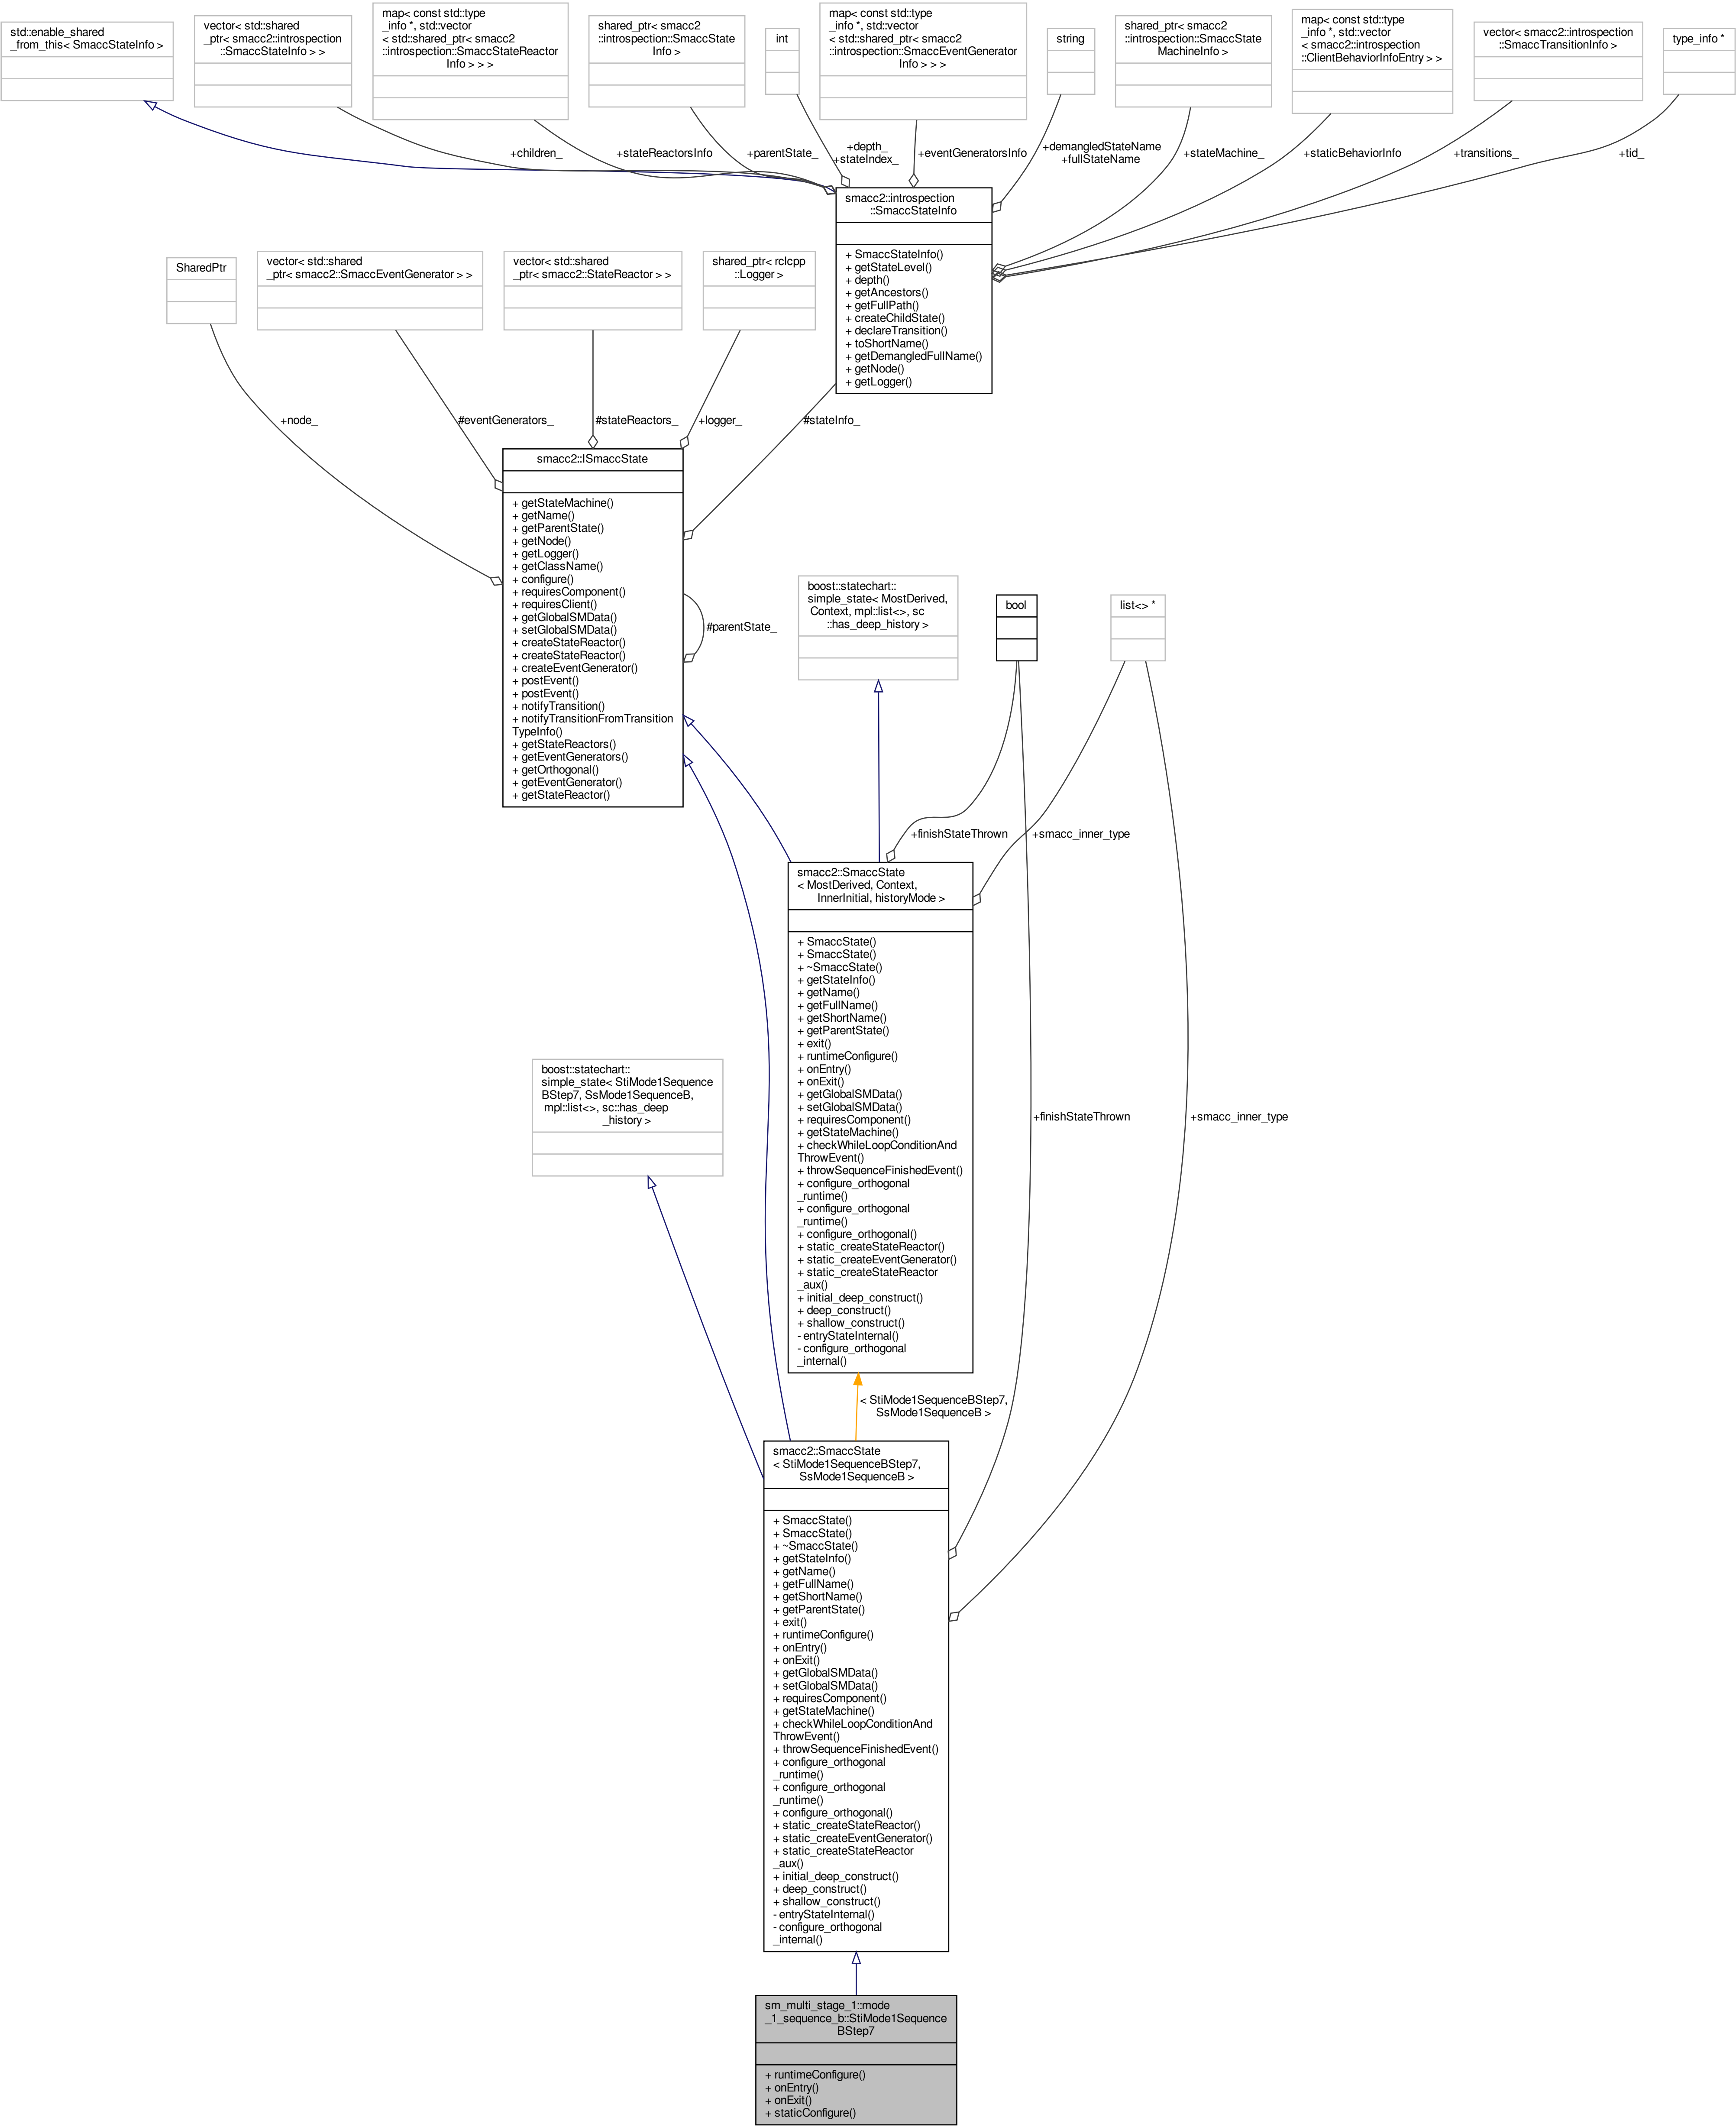 std::enable_shared
_from_this< SmaccStateInfo >
vector< std::shared
_ptr< smacc2::introspection
::SmaccStateInfo > >
map< const std::type
_info *, std::vector
< std::shared_ptr< smacc2
::introspection::SmaccStateReactor
Info > > >
shared_ptr< smacc2
::introspection::SmaccState
Info >
int
map< const std::type
_info *, std::vector
< std::shared_ptr< smacc2
::introspection::SmaccEventGenerator
Info > > >
string
shared_ptr< smacc2
::introspection::SmaccState
MachineInfo >
map< const std::type
_info *, std::vector
< smacc2::introspection
::ClientBehaviorInfoEntry > >
vector< smacc2::introspection
::SmaccTransitionInfo >
type_info *
+children_
+stateReactorsInfo
+parentState_
+depth_
+stateIndex_
+eventGeneratorsInfo
+demangledStateName
+fullStateName
+stateMachine_
+staticBehaviorInfo
+transitions_
+tid_
smacc2::introspection
::SmaccStateInfo
+ SmaccStateInfo()
+ getStateLevel()
+ depth()
+ getAncestors()
+ getFullPath()
+ createChildState()
+ declareTransition()
+ toShortName()
+ getDemangledFullName()
+ getNode()
+ getLogger()
SharedPtr
vector< std::shared
_ptr< smacc2::SmaccEventGenerator > >
vector< std::shared
_ptr< smacc2::StateReactor > >
shared_ptr< rclcpp
::Logger >
+node_
#eventGenerators_
#stateReactors_
+logger_
#stateInfo_
smacc2::ISmaccState
+ getStateMachine()
+ getName()
+ getParentState()
+ getNode()
+ getLogger()
+ getClassName()
+ configure()
+ requiresComponent()
+ requiresClient()
+ getGlobalSMData()
+ setGlobalSMData()
+ createStateReactor()
+ createStateReactor()
+ createEventGenerator()
+ postEvent()
+ postEvent()
+ notifyTransition()
+ notifyTransitionFromTransition
TypeInfo()
+ getStateReactors()
+ getEventGenerators()
+ getOrthogonal()
+ getEventGenerator()
+ getStateReactor()
#parentState_
boost::statechart::
simple_state< MostDerived,
Context, mpl::list<>, sc
::has_deep_history >
bool
list<> *
+finishStateThrown
+smacc_inner_type
smacc2::SmaccState
< MostDerived, Context,
InnerInitial, historyMode >
+ SmaccState()
+ SmaccState()
+ ~SmaccState()
+ getStateInfo()
+ getName()
+ getFullName()
+ getShortName()
+ getParentState()
+ exit()
+ runtimeConfigure()
+ onEntry()
+ onExit()
+ getGlobalSMData()
+ setGlobalSMData()
+ requiresComponent()
+ getStateMachine()
+ checkWhileLoopConditionAnd
ThrowEvent()
+ throwSequenceFinishedEvent()
+ configure_orthogonal
_runtime()
+ configure_orthogonal
_runtime()
+ configure_orthogonal()
+ static_createStateReactor()
+ static_createEventGenerator()
+ static_createStateReactor
_aux()
+ initial_deep_construct()
+ deep_construct()
+ shallow_construct()
- entryStateInternal()
- configure_orthogonal
_internal()
boost::statechart::
simple_state< StiMode1Sequence
BStep7, SsMode1SequenceB,
mpl::list<>, sc::has_deep
_history >
+finishStateThrown
+smacc_inner_type
< StiMode1SequenceBStep7,
SsMode1SequenceB >
smacc2::SmaccState
< StiMode1SequenceBStep7,
SsMode1SequenceB >
+ SmaccState()
+ SmaccState()
+ ~SmaccState()
+ getStateInfo()
+ getName()
+ getFullName()
+ getShortName()
+ getParentState()
+ exit()
+ runtimeConfigure()
+ onEntry()
+ onExit()
+ getGlobalSMData()
+ setGlobalSMData()
+ requiresComponent()
+ getStateMachine()
+ checkWhileLoopConditionAnd
ThrowEvent()
+ throwSequenceFinishedEvent()
+ configure_orthogonal
_runtime()
+ configure_orthogonal
_runtime()
+ configure_orthogonal()
+ static_createStateReactor()
+ static_createEventGenerator()
+ static_createStateReactor
_aux()
+ initial_deep_construct()
+ deep_construct()
+ shallow_construct()
- entryStateInternal()
- configure_orthogonal
_internal()
sm_multi_stage_1::mode
_1_sequence_b::StiMode1Sequence
BStep7
+ runtimeConfigure()
+ onEntry()
+ onExit()
+ staticConfigure()